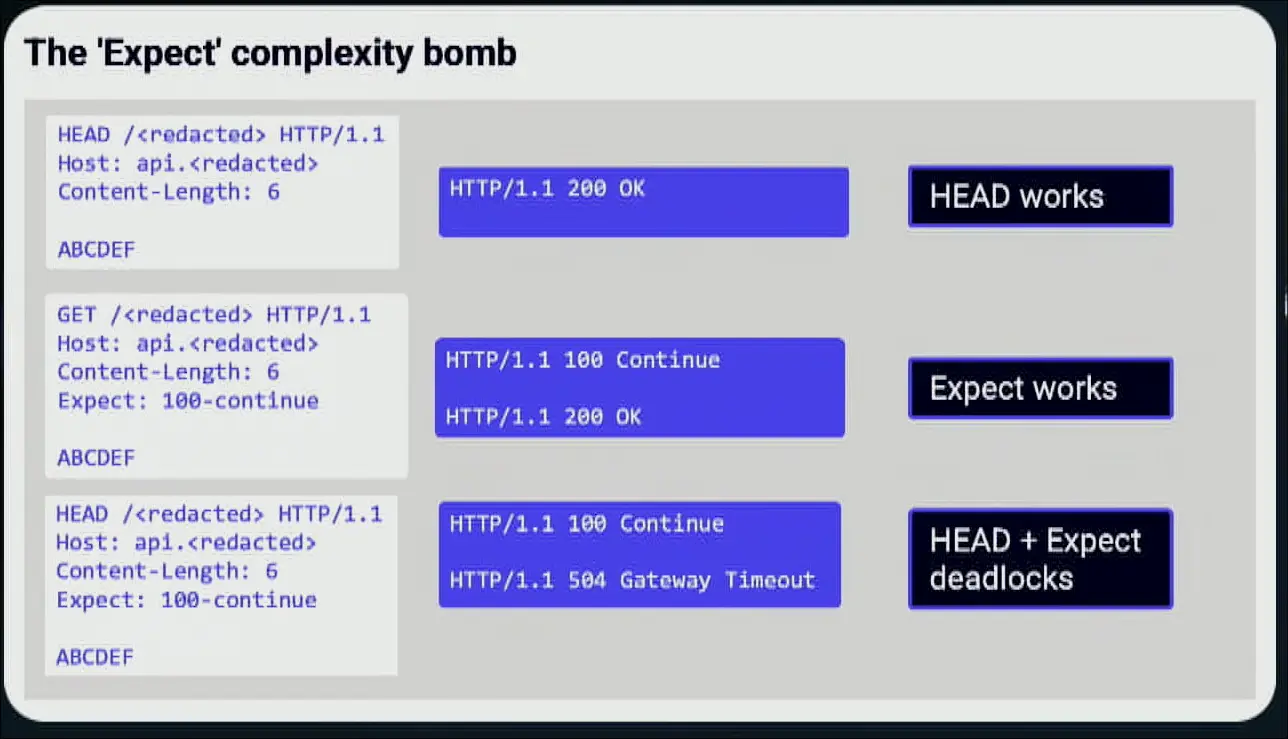 The 'Expect' complexity bomb
HEAD /<redacted> HTTP/1.1
Host: api.<redacted>
Content-Length: 6
ABCDEF
HTTP/1.1 200 OK
HEAD works
GET /<redacted> HTTP/1.1
Host: api.<redacted>
Content-Length: 6
Expect: 100-continue
ABCDEF
HTTP/1.1 100 Continue
HTTP/1.1 200 OK
Expect works
HEAD /<redacted> HTTP/1.1
Host: api.<redacted>
Content-Length: 6
Expect: 100-continue
ABCDEF
HTTP/1.1 100 Continue
HTTP/1.1 504 Gateway Timeout
HEAD + Expect
deadlocks